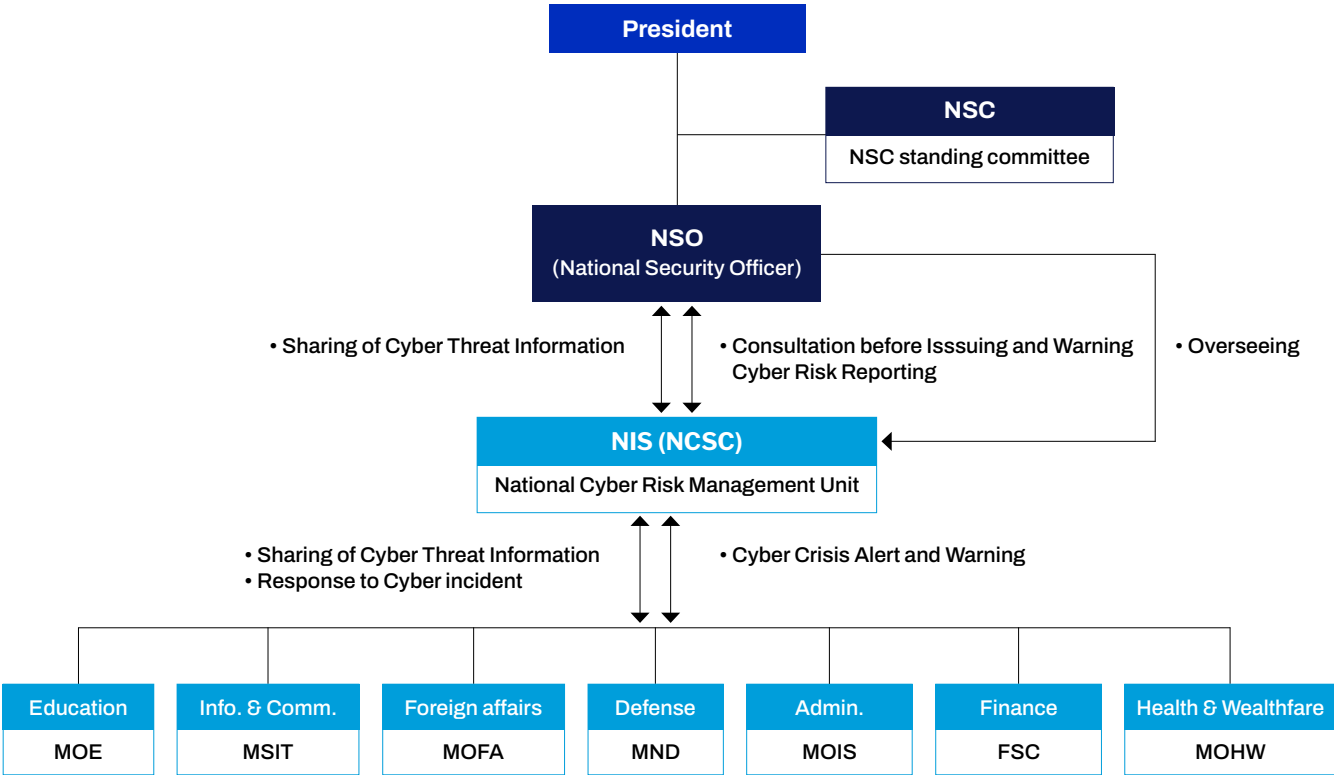 President
NSC
NSC standing committee
NSO
(National Security Officer)
• Sharing of Cyber Threat Information
• Consultation before Isssuing and Warning
Cyber Risk Reporting
• Overseeing
NIS (NCSC)
National Cyber Risk Management Unit
• Sharing of Cyber Threat Information
• Response to Cyber incident
• Cyber Crisis Alert and Warning
Education
MOE
Info. & Comm.
MSIT
Foreign affairs
MOFA
Defense
MND
Admin.
MOIS
Finance
FSC
Health & Wealthfare
MOHW